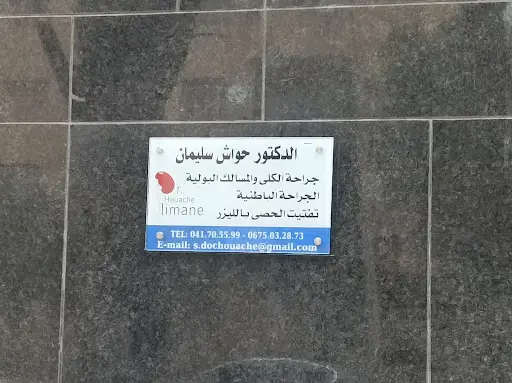 الدكتور حواش سليمان
جراحة الكلى والمسالك البولية
الجراحة الباطنية
تفتيت الحصى بالليزر
Houache
limane
TEL: 041.70.55.99 - 0675.03.28.73
E-mail: s.dochouache@gmail.com